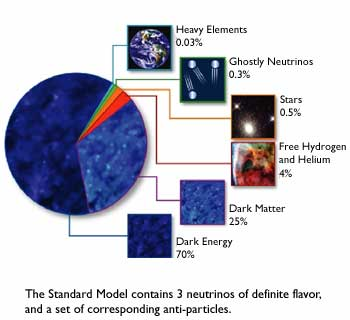 Heavy Elements
0.03%
Ghostly Neutrinos
0.3%
Stars
0.5%
Free Hydrogen
and Helium
4%
Dark Matter
25%
Dark Energy
70%
The Standard Model contains 3 neutrinos of definite flavor,
and a set of corresponding anti-particles.